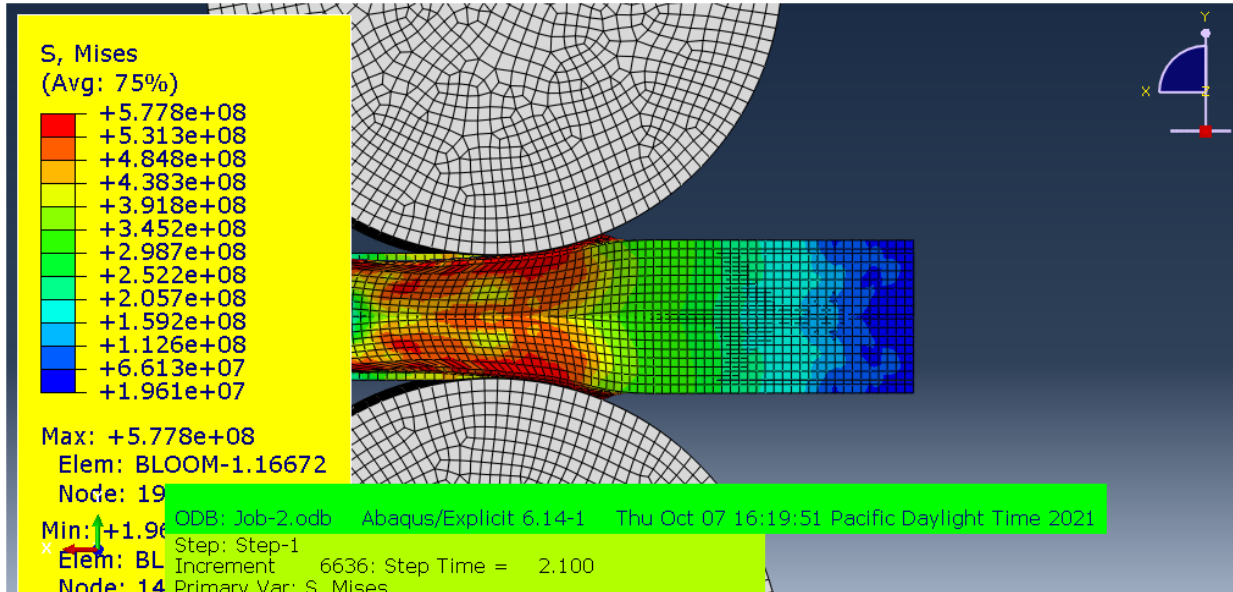 S, Mises
(Avg: 75%)
+5.778e+08
+5.313e+08
+4.848e+08
+4.383e+08
+3.918e+08
+3.452e+08
+2.987e+08
+2.522e+08
+2.057e+08
+1.592e+08
+1.126e+08
+6.613e+07
+1.961e+07
Max: +5.778e+08
Elem: BLOOM-1.16672
Node: 19
Min: +1.96
Elem: BL
Node: 14
ODB: Job-2.odb Abaqus/Explicit 6.14-1 Thu Oct 07 16:19:51 Pacific Daylight Time 2021
Step: Step-1
Increment 6636: Step Time = 2.100
Primary Var: S, Mises
Y
X
Z
X